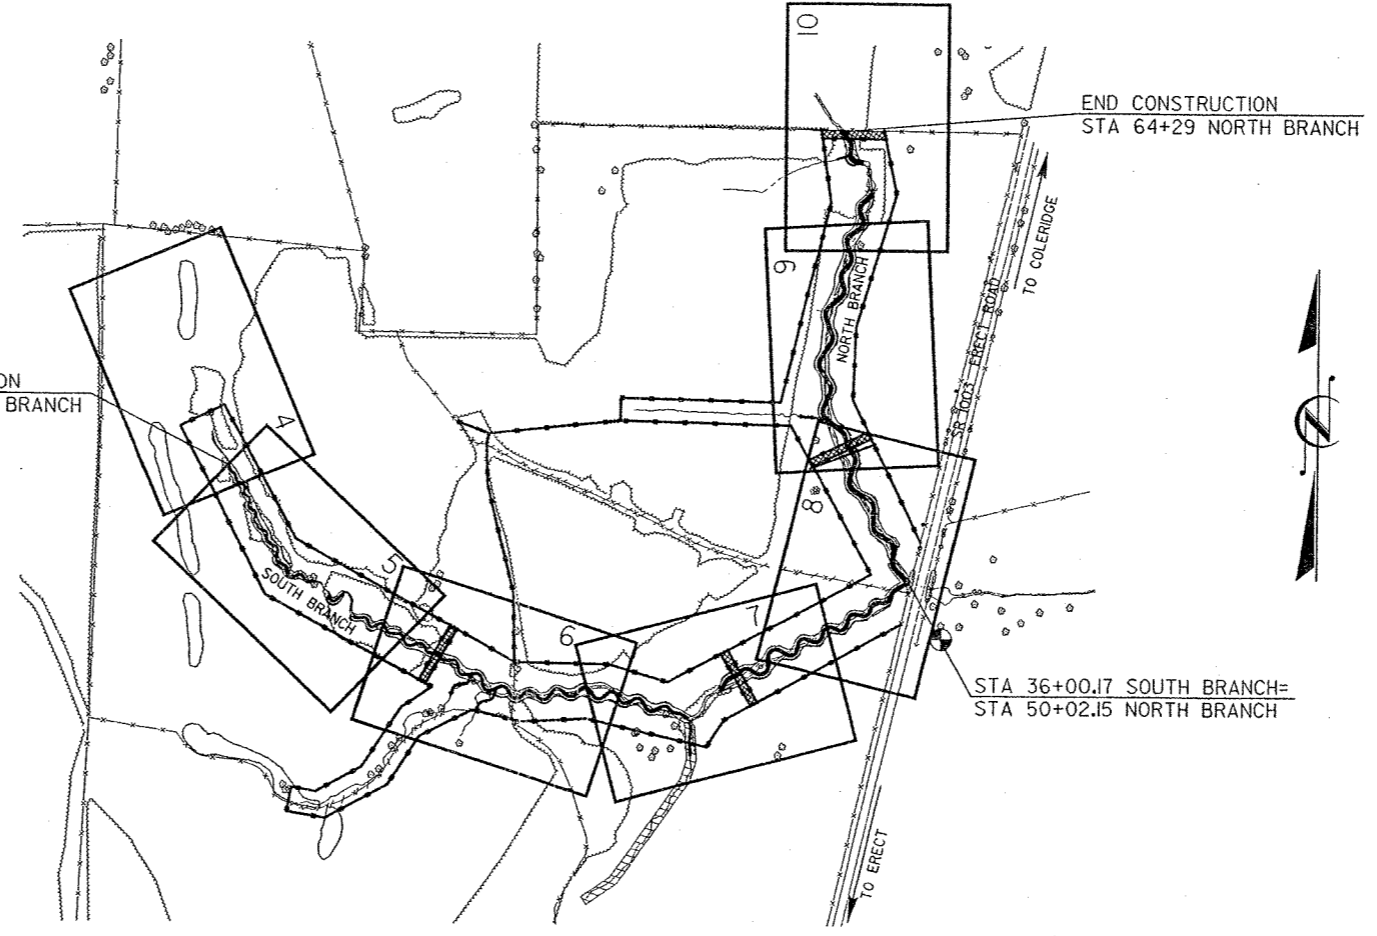 10
END CONSTRUCTION
STA 64+29 NORTH BRANCH
TO COLERIDGE
9
NORTH BRANCH
SR 1003 ERECT ROAD
ON
BRANCH
4
N
8
5
SOUTH BRANCH
7
6
STA 36+00.17 SOUTH BRANCH=
STA 50+02.15 NORTH BRANCH
TO ERECT